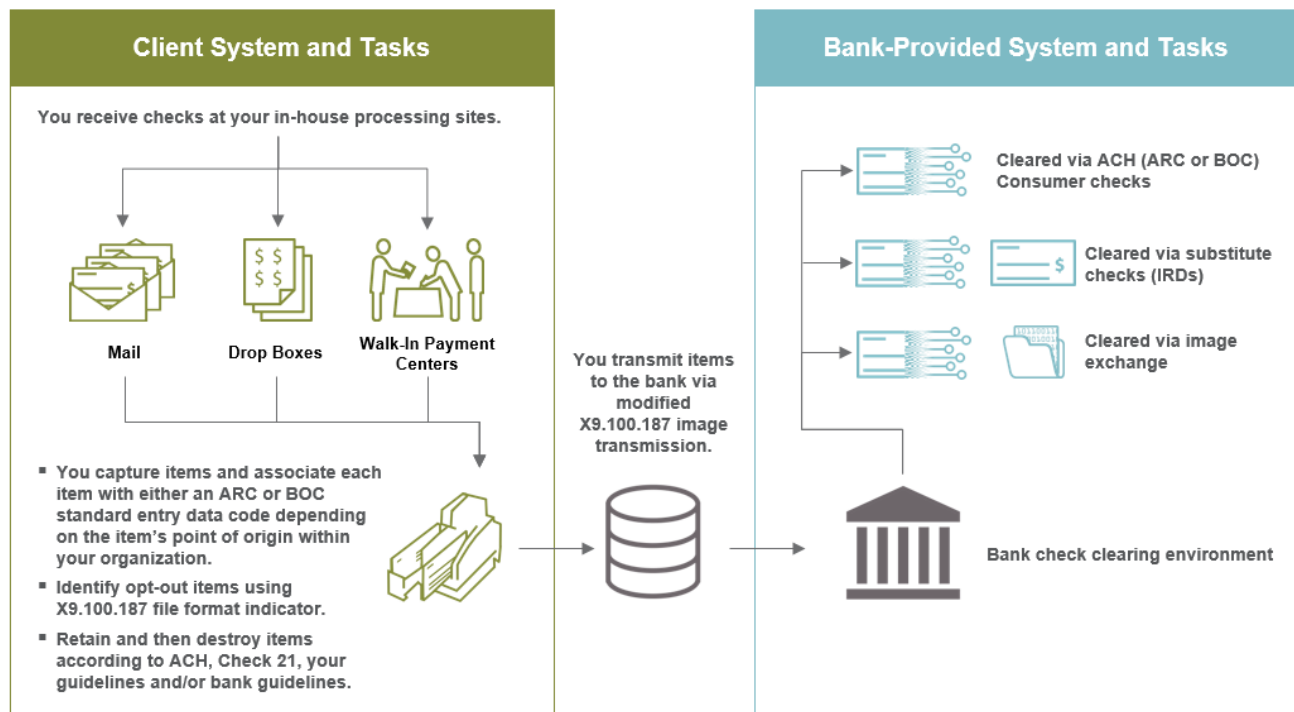 Client System and Tasks
Bank-Provided System and Tasks
You receive checks at your in-house processing sites.
Mail
$ $
$ $
Drop Boxes
Walk-In Payment
Centers
▪ You capture items and associate each
item with either an ARC or BOC
standard entry data code depending
on the item’s point of origin within
your organization.
▪ Identify opt-out items using
X9.100.187 file format indicator.
▪ Retain and then destroy items
according to ACH, Check 21, your
guidelines and/or bank guidelines.
You transmit items
to the bank via
modified
X9.100.187 image
transmission.
Cleared via ACH (ARC or BOC)
Consumer checks
$
Cleared via substitute
checks (IRDs)
Cleared via image
exchange
Bank check clearing environment